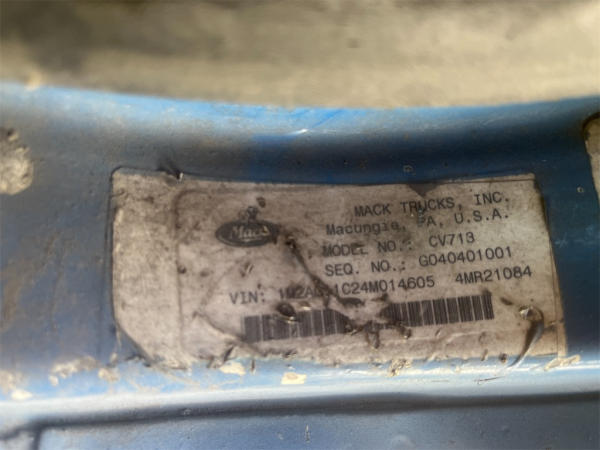 Mack
MACK TRUCKS, INC.
Macungie, PA, U.S.A.
MODEL NO.: CV713
SEQ. NO.: G040401001
VIN: 4MR21084